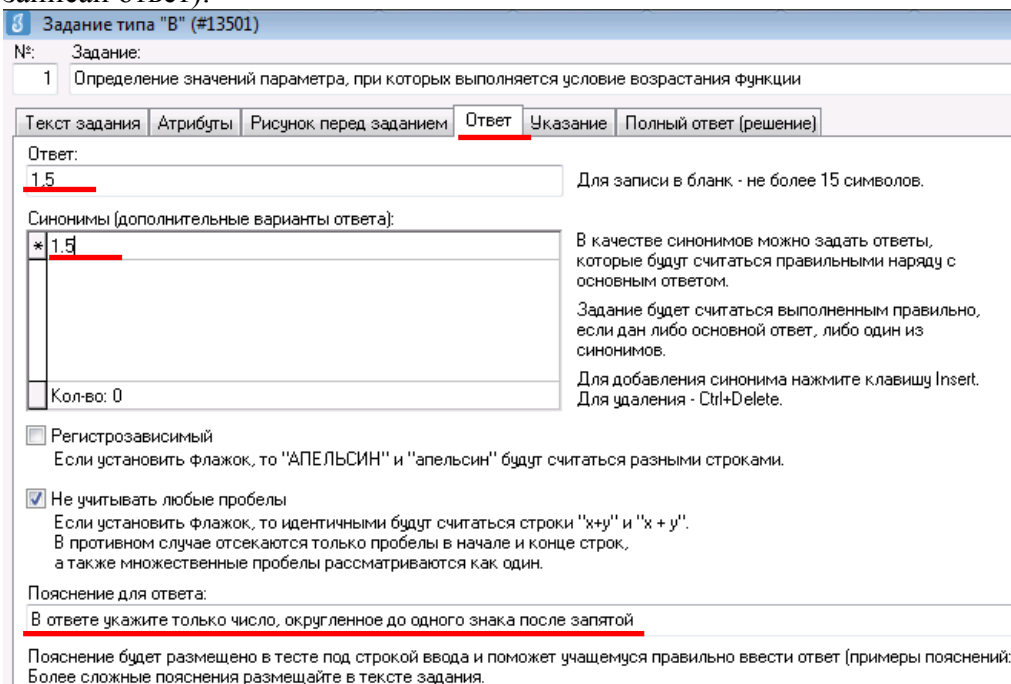 Задание типа "В" (#13501)
№: Задание:
1 Определение значений параметра, при которых выполняется условие возрастания функции
Текст задания Атрибуты Рисунок перед заданием Ответ Указание Полный ответ (решение)
Ответ:
1,5 Для записи в бланк - не более 15 символов.
Синонимы (дополнительные варианты ответа):
* 1.5
В качестве синонимов можно задать ответы,
которые будут считаться правильными наряду с
основным ответом.
Задание будет считаться выполненным правильно,
если дан либо основной ответ, либо один из
синонимов.
Для добавления синонима нажмите клавишу Insert.
Для удаления - Ctrl+Delete.
Кол-во: 0
Регистрозависимый
Если установить флажок, то "АПЕЛЬСИН" и "апельсин" будут считаться разными строками.
Не учитывать любые пробелы
Если установить флажок, то идентичными будут считаться строки "x+y" и "x + y".
В противном случае отсекаются только пробелы в начале и конце строк,
а также множественные пробелы рассматриваются как один.
Пояснение для ответа:
В ответе укажите только число, округленное до одного знака после запятой
Пояснение будет размещено в тесте под строкой ввода и поможет учащемуся правильно ввести ответ (примеры пояснений:
Более сложные пояснения размещайте в тексте задания.